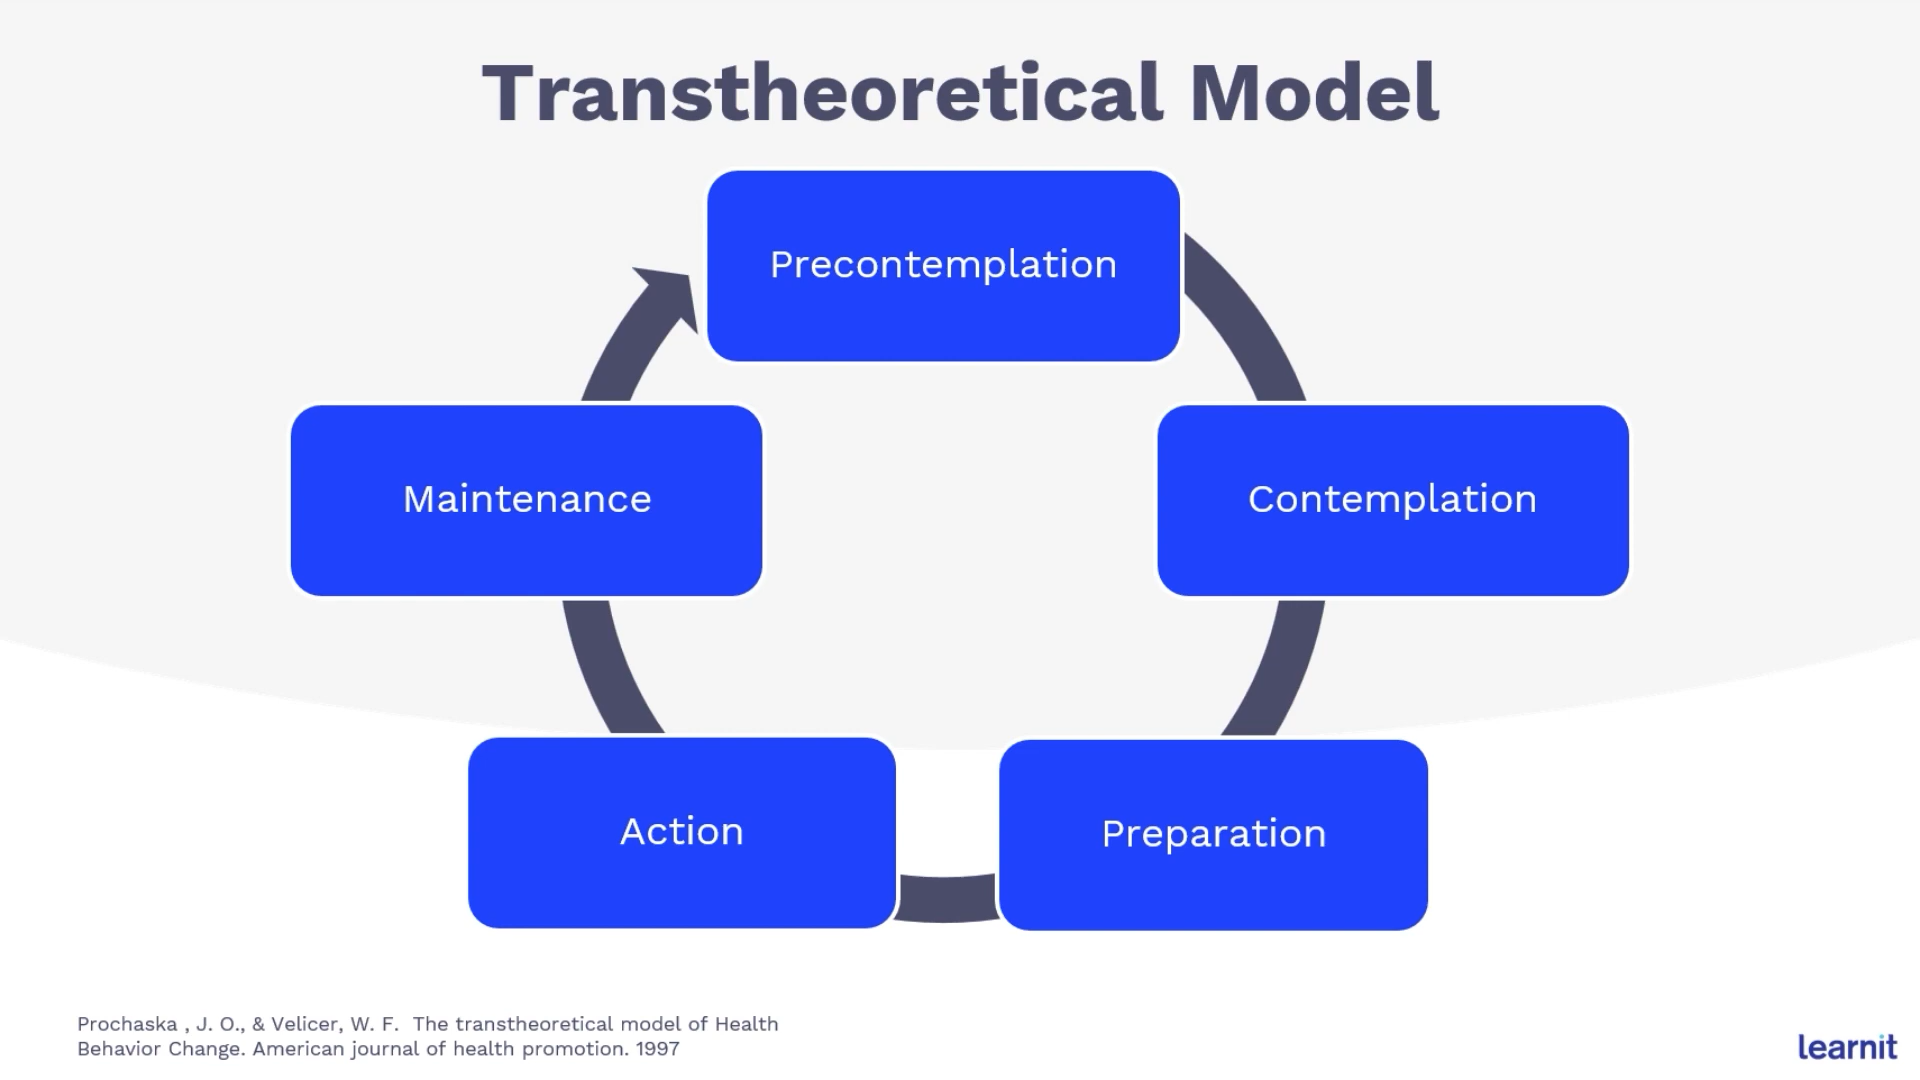 Transtheoretical Model
Precontemplation
Maintenance
Contemplation
Action
Preparation
Prochaska , J. O., & Velicer, W. F.  The transtheoretical model of Health
Behavior Change. American journal of health promotion. 1997
learnit